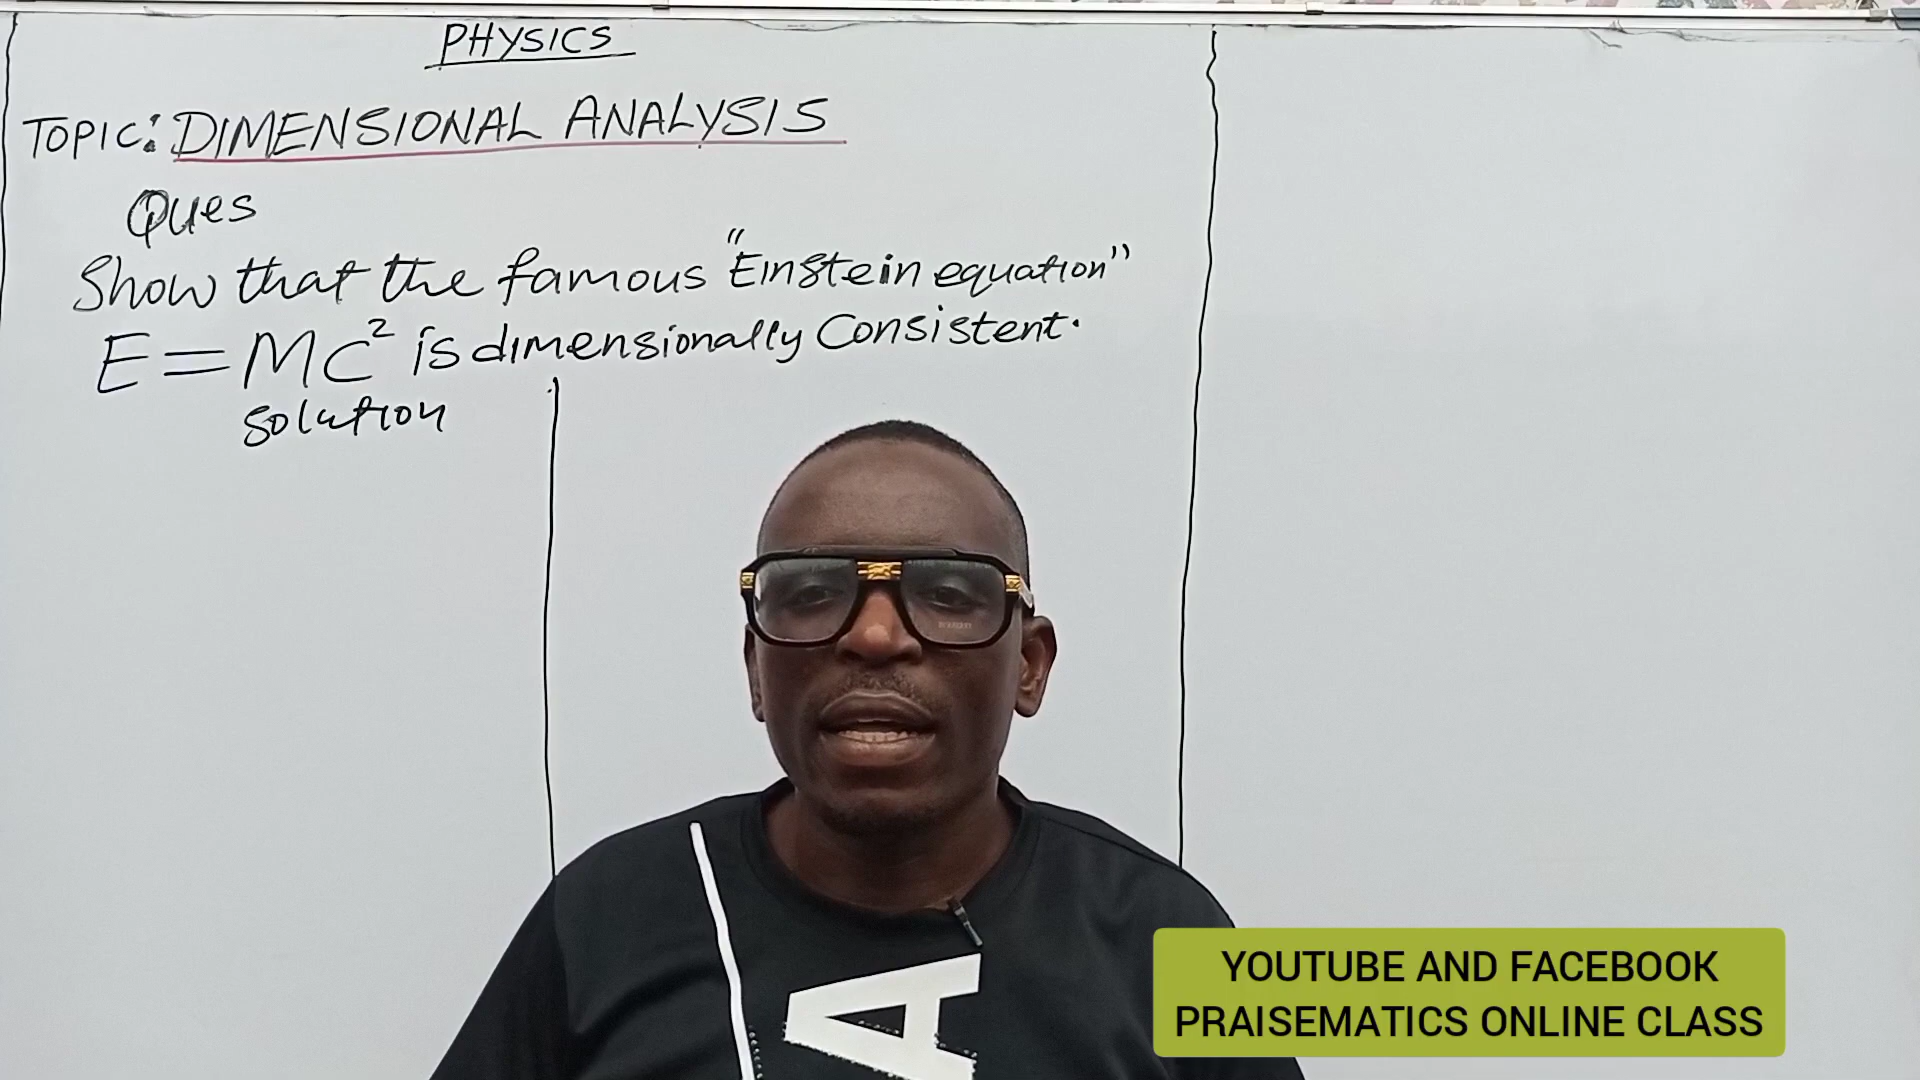 PHYSICS
TOPIC: DIMENSIONAL ANALYSIS
Ques
Show that the famous "Einstein equation"
E = MC² is dimensionally Consistent.
Solution
A
YOUTUBE AND FACEBOOK
PRAISEMATICS ONLINE CLASS